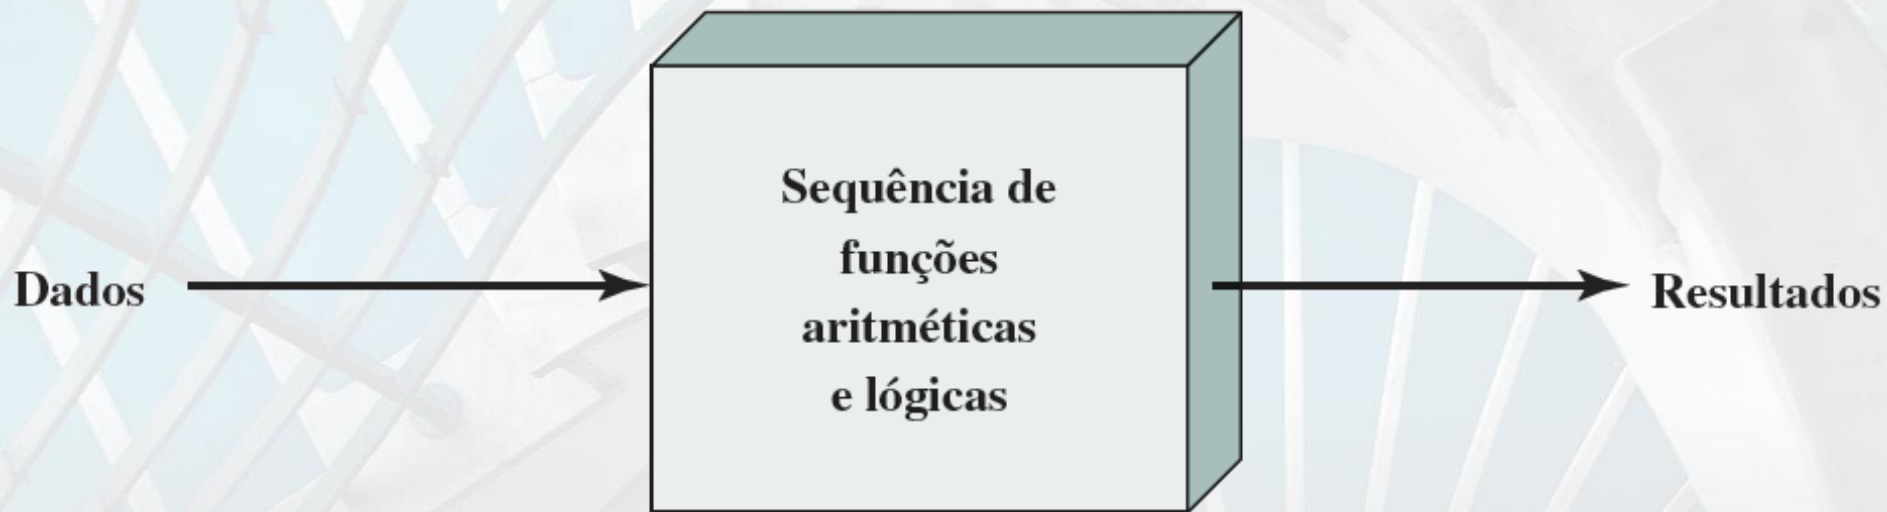 Dados
Sequência de
funções
aritméticas
e lógicas
Resultados